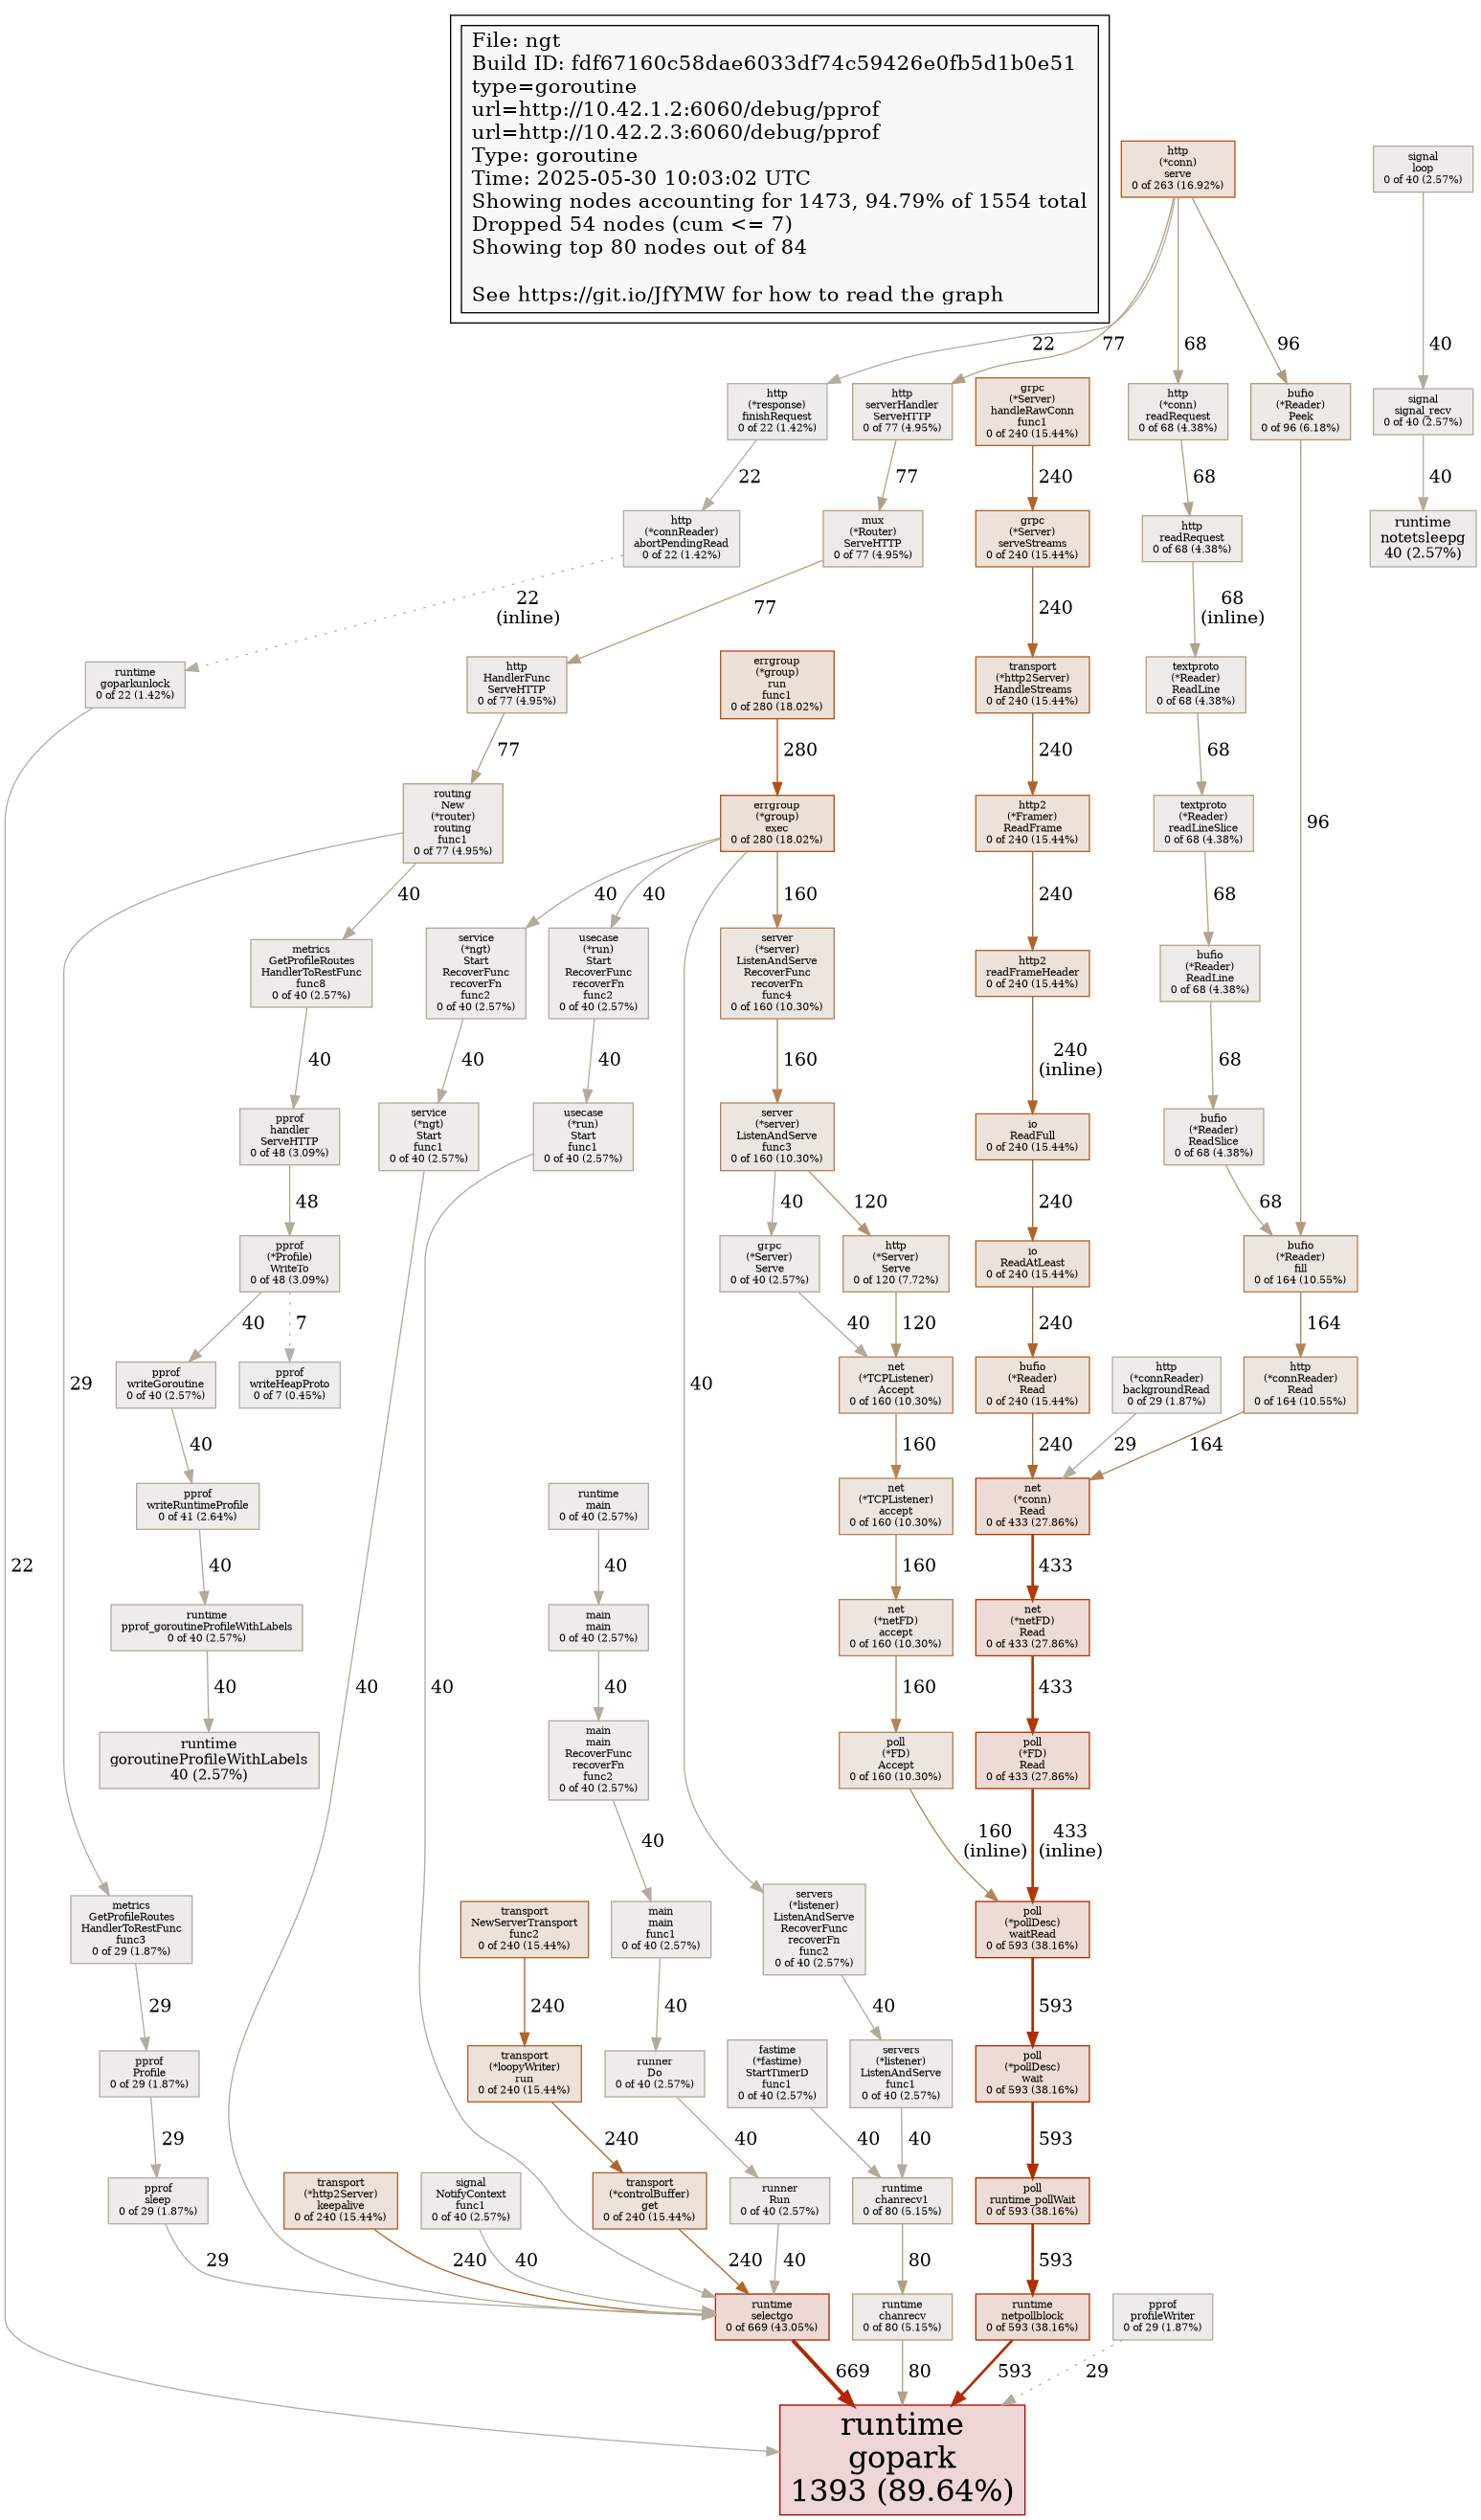 File: ngt
Build ID: fdf67160c58dae6033df74c59426e0fb5d1b0e51
type=goroutine
url=http://10.42.1.2:6060/debug/pprof
url=http://10.42.2.3:6060/debug/pprof
Type: goroutine
Time: 2025-05-30 10:03:02 UTC
Showing nodes accounting for 1473, 94.79% of 1554 total
Dropped 54 nodes (cum <= 7)
Showing top 80 nodes out of 84
See https://git.io/JfYMW for how to read the graph
http
(*conn)
serve
0 of 263 (16.92%)
signal
loop
0 of 40 (2.57%)
22
77
68
96
40
http
(*response)
finishRequest
0 of 22 (1.42%)
http
serverHandler
ServeHTTP
0 of 77 (4.95%)
grpc
(*Server)
handleRawConn
func1
0 of 240 (15.44%)
http
(*conn)
readRequest
0 of 68 (4.38%)
bufio
(*Reader)
Peek
0 of 96 (6.18%)
signal
signal_recv
0 of 40 (2.57%)
22
77
240
68
40
http
(*connReader)
abortPendingRead
0 of 22 (1.42%)
mux
(*Router)
ServeHTTP
0 of 77 (4.95%)
grpc
(*Server)
serveStreams
0 of 240 (15.44%)
http
readRequest
0 of 68 (4.38%)
runtime
notetsleepg
40 (2.57%)
22
(inline)
77
240
68
(inline)
runtime
goparkunlock
0 of 22 (1.42%)
http
HandlerFunc
ServeHTTP
0 of 77 (4.95%)
errgroup
(*group)
run
func1
0 of 280 (18.02%)
transport
(*http2Server)
HandleStreams
0 of 240 (15.44%)
textproto
(*Reader)
ReadLine
0 of 68 (4.38%)
77
280
240
68
routing
New
(*router)
routing
func1
0 of 77 (4.95%)
errgroup
(*group)
exec
0 of 280 (18.02%)
http2
(*Framer)
ReadFrame
0 of 240 (15.44%)
textproto
(*Reader)
readLineSlice
0 of 68 (4.38%)
96
40
40
40
160
240
68
metrics
GetProfileRoutes
HandlerToRestFunc
func8
0 of 40 (2.57%)
service
(*ngt)
Start
RecoverFunc
recoverFn
func2
0 of 40 (2.57%)
usecase
(*run)
Start
RecoverFunc
recoverFn
func2
0 of 40 (2.57%)
server
(*server)
ListenAndServe
RecoverFunc
recoverFn
func4
0 of 160 (10.30%)
http2
readFrameHeader
0 of 240 (15.44%)
bufio
(*Reader)
ReadLine
0 of 68 (4.38%)
40
40
40
160
240
(inline)
68
pprof
handler
ServeHTTP
0 of 48 (3.09%)
service
(*ngt)
Start
func1
0 of 40 (2.57%)
usecase
(*run)
Start
func1
0 of 40 (2.57%)
server
(*server)
ListenAndServe
func3
0 of 160 (10.30%)
io
ReadFull
0 of 240 (15.44%)
bufio
(*Reader)
ReadSlice
0 of 68 (4.38%)
48
40
120
240
68
pprof
(*Profile)
WriteTo
0 of 48 (3.09%)
grpc
(*Server)
Serve
0 of 40 (2.57%)
http
(*Server)
Serve
0 of 120 (7.72%)
io
ReadAtLeast
0 of 240 (15.44%)
bufio
(*Reader)
fill
0 of 164 (10.55%)
40
7
40
120
240
164
29
40
pprof
writeGoroutine
0 of 40 (2.57%)
pprof
writeHeapProto
0 of 7 (0.45%)
net
(*TCPListener)
Accept
0 of 160 (10.30%)
bufio
(*Reader)
Read
0 of 240 (15.44%)
http
(*connReader)
backgroundRead
0 of 29 (1.87%)
http
(*connReader)
Read
0 of 164 (10.55%)
40
160
240
29
164
pprof
writeRuntimeProfile
0 of 41 (2.64%)
runtime
main
0 of 40 (2.57%)
net
(*TCPListener)
accept
0 of 160 (10.30%)
net
(*conn)
Read
0 of 433 (27.86%)
22
40
40
160
433
runtime
pprof_goroutineProfileWithLabels
0 of 40 (2.57%)
main
main
0 of 40 (2.57%)
net
(*netFD)
accept
0 of 160 (10.30%)
net
(*netFD)
Read
0 of 433 (27.86%)
40
40
40
40
160
433
runtime
goroutineProfileWithLabels
40 (2.57%)
main
main
RecoverFunc
recoverFn
func2
0 of 40 (2.57%)
poll
(*FD)
Accept
0 of 160 (10.30%)
poll
(*FD)
Read
0 of 433 (27.86%)
40
160
(inline)
433
(inline)
metrics
GetProfileRoutes
HandlerToRestFunc
func3
0 of 29 (1.87%)
transport
NewServerTransport
func2
0 of 240 (15.44%)
main
main
func1
0 of 40 (2.57%)
servers
(*listener)
ListenAndServe
RecoverFunc
recoverFn
func2
0 of 40 (2.57%)
poll
(*pollDesc)
waitRead
0 of 593 (38.16%)
29
240
40
40
593
pprof
Profile
0 of 29 (1.87%)
transport
(*loopyWriter)
run
0 of 240 (15.44%)
runner
Do
0 of 40 (2.57%)
fastime
(*fastime)
StartTimerD
func1
0 of 40 (2.57%)
servers
(*listener)
ListenAndServe
func1
0 of 40 (2.57%)
poll
(*pollDesc)
wait
0 of 593 (38.16%)
29
240
40
40
40
593
pprof
sleep
0 of 29 (1.87%)
transport
(*http2Server)
keepalive
0 of 240 (15.44%)
signal
NotifyContext
func1
0 of 40 (2.57%)
transport
(*controlBuffer)
get
0 of 240 (15.44%)
runner
Run
0 of 40 (2.57%)
runtime
chanrecv1
0 of 80 (5.15%)
poll
runtime_pollWait
0 of 593 (38.16%)
29
240
40
240
40
80
593
runtime
selectgo
0 of 669 (43.05%)
runtime
chanrecv
0 of 80 (5.15%)
runtime
netpollblock
0 of 593 (38.16%)
pprof
profileWriter
0 of 29 (1.87%)
669
80
593
29
runtime
gopark
1393 (89.64%)